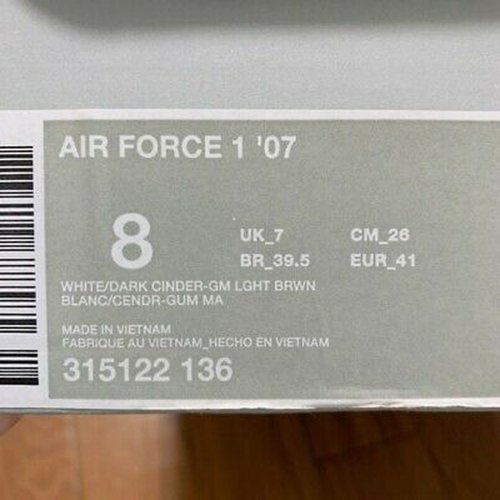 AIR FORCE 1 '07
8
UK_7 CM_26
BR_39.5 EUR_41
WHITE/DARK CINDER-GM LGHT BRWN
BLANC/CENDR-GUM MA
MADE IN VIETNAM
FABRIQUE AU VIETNAM_HECHO EN VIETNAM
315122 136